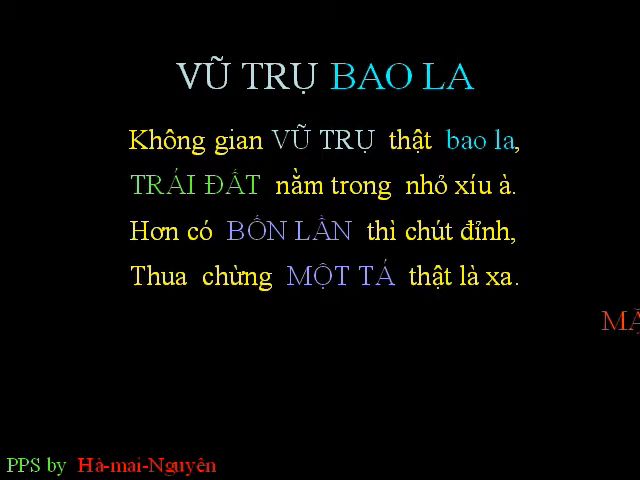 VŨ TRỤ BAO LA
Không gian VŨ TRỤ thật bao la,
TRÁI ĐẤT nằm trong nhỏ xíu à.
Hơn có BỐN LẦN thì chút đỉnh,
Thua chừng MỘT TÁ thật là xa.
PPS by Hà-mai-Nguyên